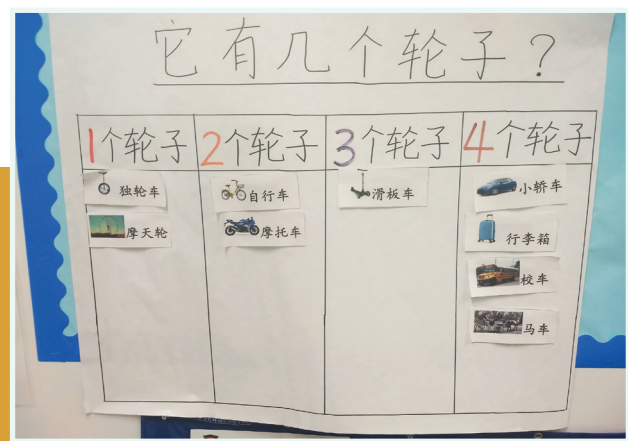 它有几个轮子?
1个轮子 2个轮子 3个轮子 4个轮子
独轮车 自行车 滑板车 小轿车
摩天轮 摩托车 行李箱
校车
马车